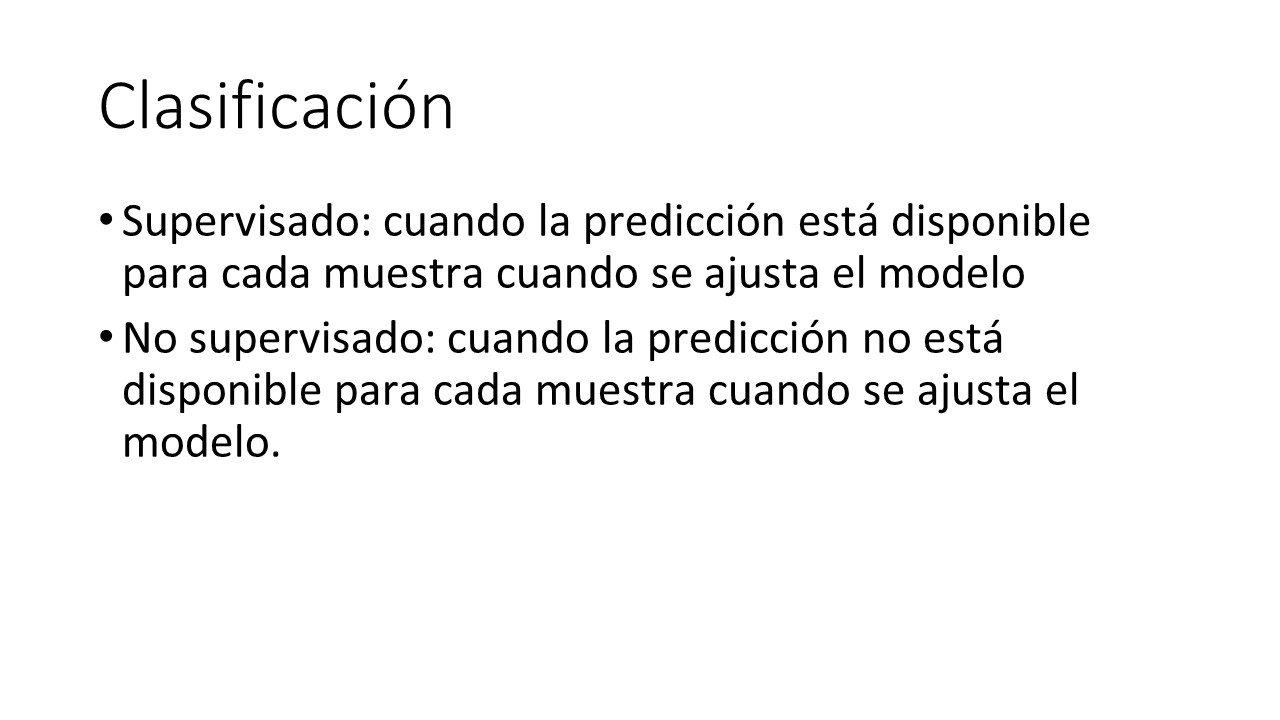 Clasificación
• Supervisado: cuando la predicción está disponible
para cada muestra cuando se ajusta el modelo
• No supervisado: cuando la predicción no está
disponible para cada muestra cuando se ajusta el
modelo.